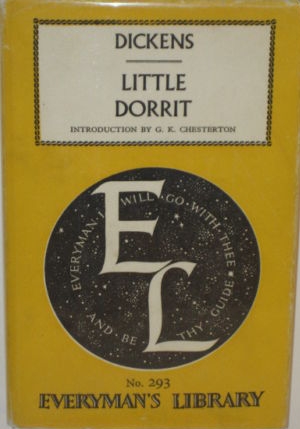 DICKENS
LITTLE
DORRIT
INTRODUCTION BY G. K. CHESTERTON
EVERYMAN·I WILL·GO·WITH·THEE
·AND·BE THY GUIDE·
EL
No. 293
EVERYMAN'S LIBRARY